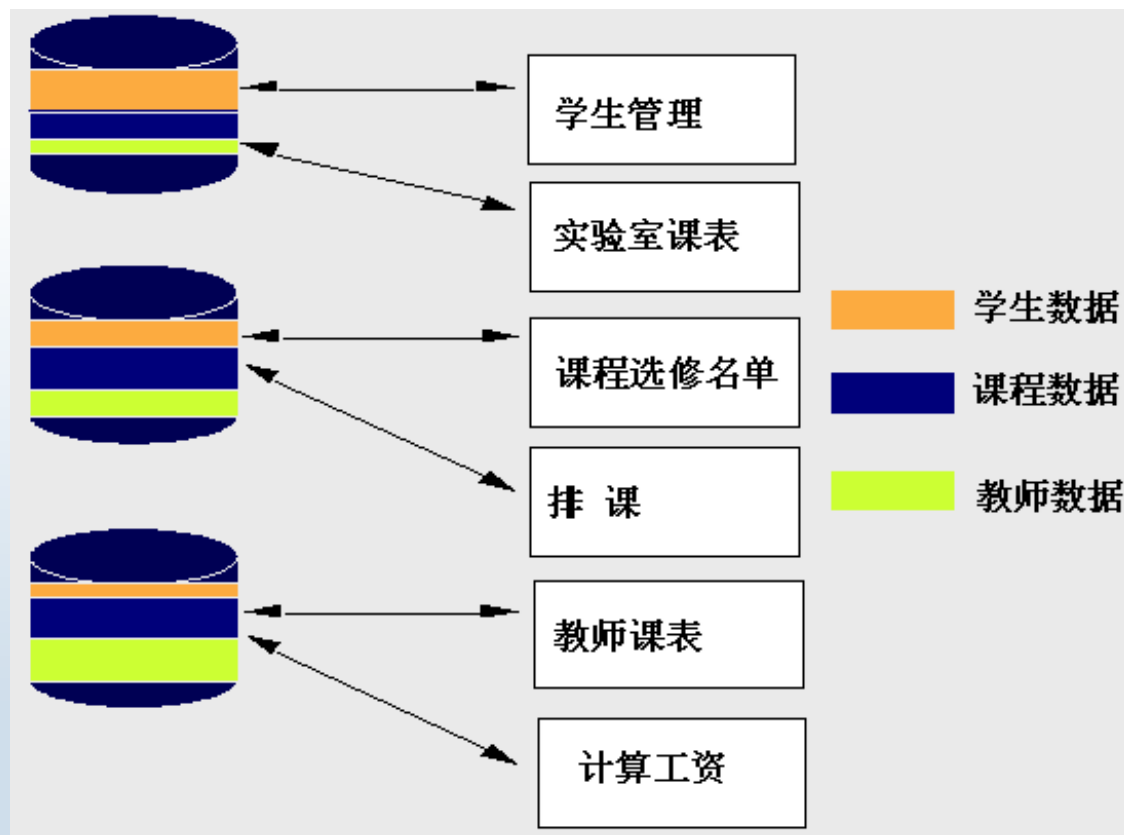 学生管理
实验室课表
课程选修名单
排 课
教师课表
计算工资
学生数据
课程数据
教师数据